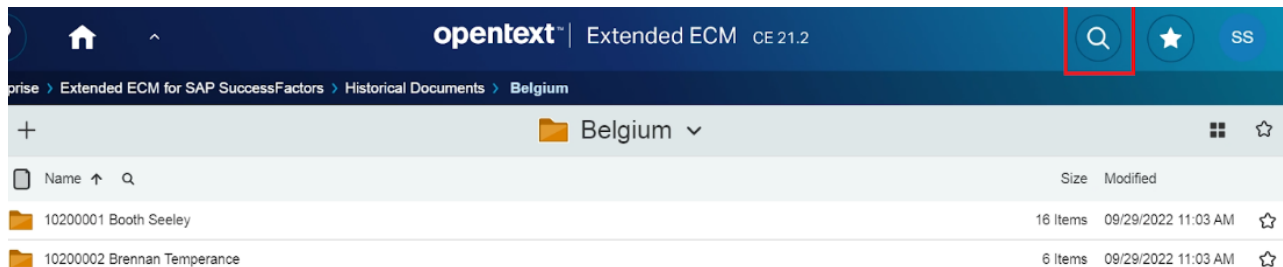 opentext™ | Extended ECM CE 21.2 SS
prise > Extended ECM for SAP SuccessFactors > Historical Documents > Belgium
+ Belgium
Name ↑ Size Modified
10200001 Booth Seeley 16 Items 09/29/2022 11:03 AM
10200002 Brennan Temperance 6 Items 09/29/2022 11:03 AM